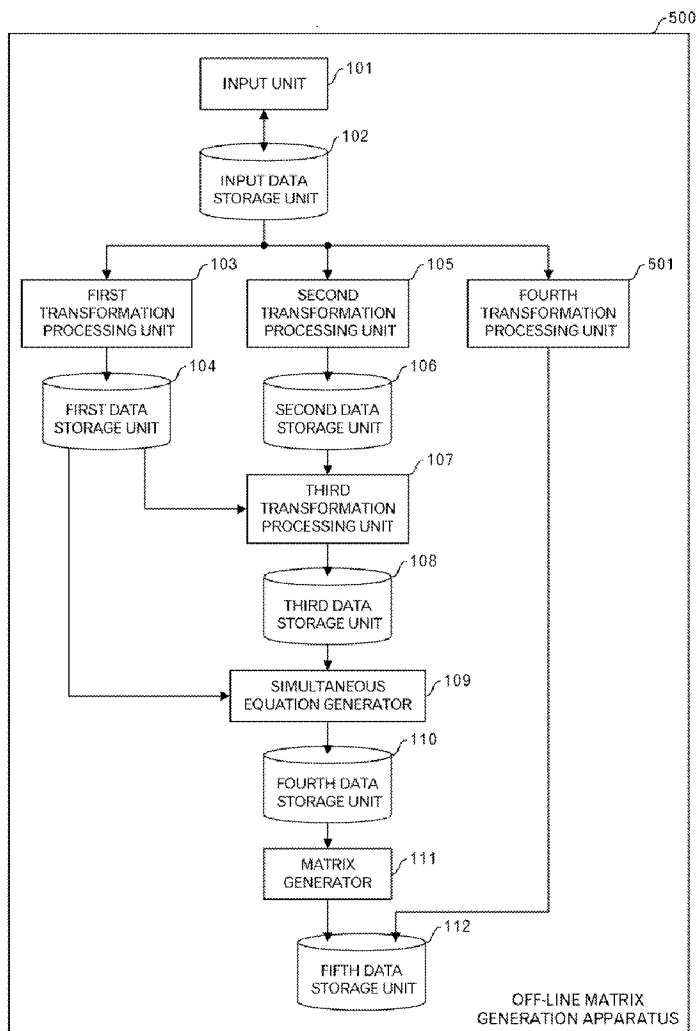 500
101
INPUT UNIT
102
INPUT DATA
STORAGE UNIT
103
FIRST
TRANSFORMATION
PROCESSING UNIT
105
SECOND
TRANSFORMATION
PROCESSING UNIT
501
FOURTH
TRANSFORMATION
PROCESSING UNIT
104
FIRST DATA
STORAGE UNIT
106
SECOND DATA
STORAGE UNIT
107
THIRD
TRANSFORMATION
PROCESSING UNIT
108
THIRD DATA
STORAGE UNIT
SIMULTANEOUS
EQUATION GENERATOR
109
110
FOURTH DATA
STORAGE UNIT
111
MATRIX
GENERATOR
112
FIFTH DATA
STORAGE UNIT
OFF-LINE MATRIX
GENERATION APPARATUS